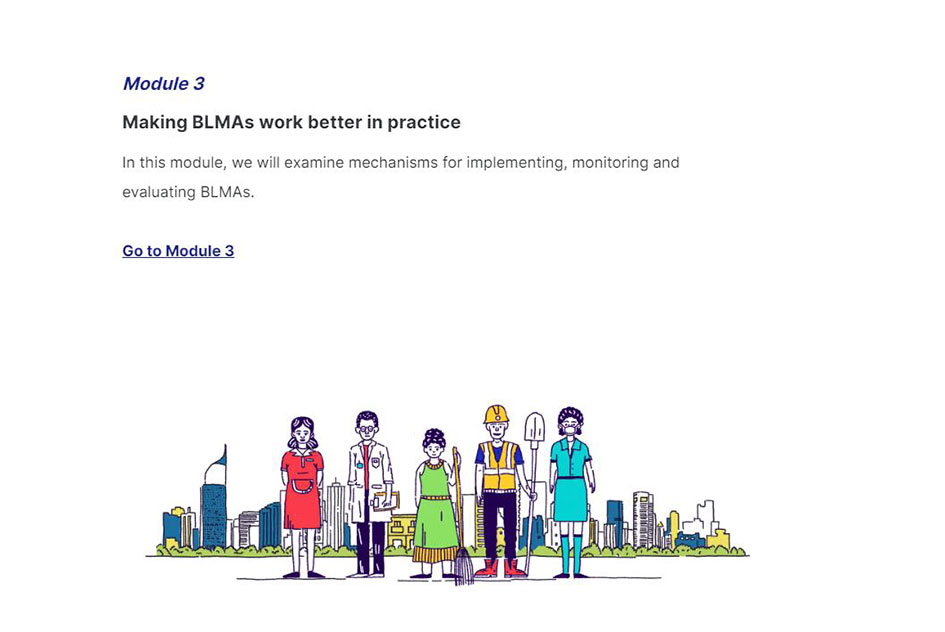 Module 3
Making BLMAs work better in practice
In this module, we will examine mechanisms for implementing, monitoring and
evaluating BLMAs.
Go to Module 3